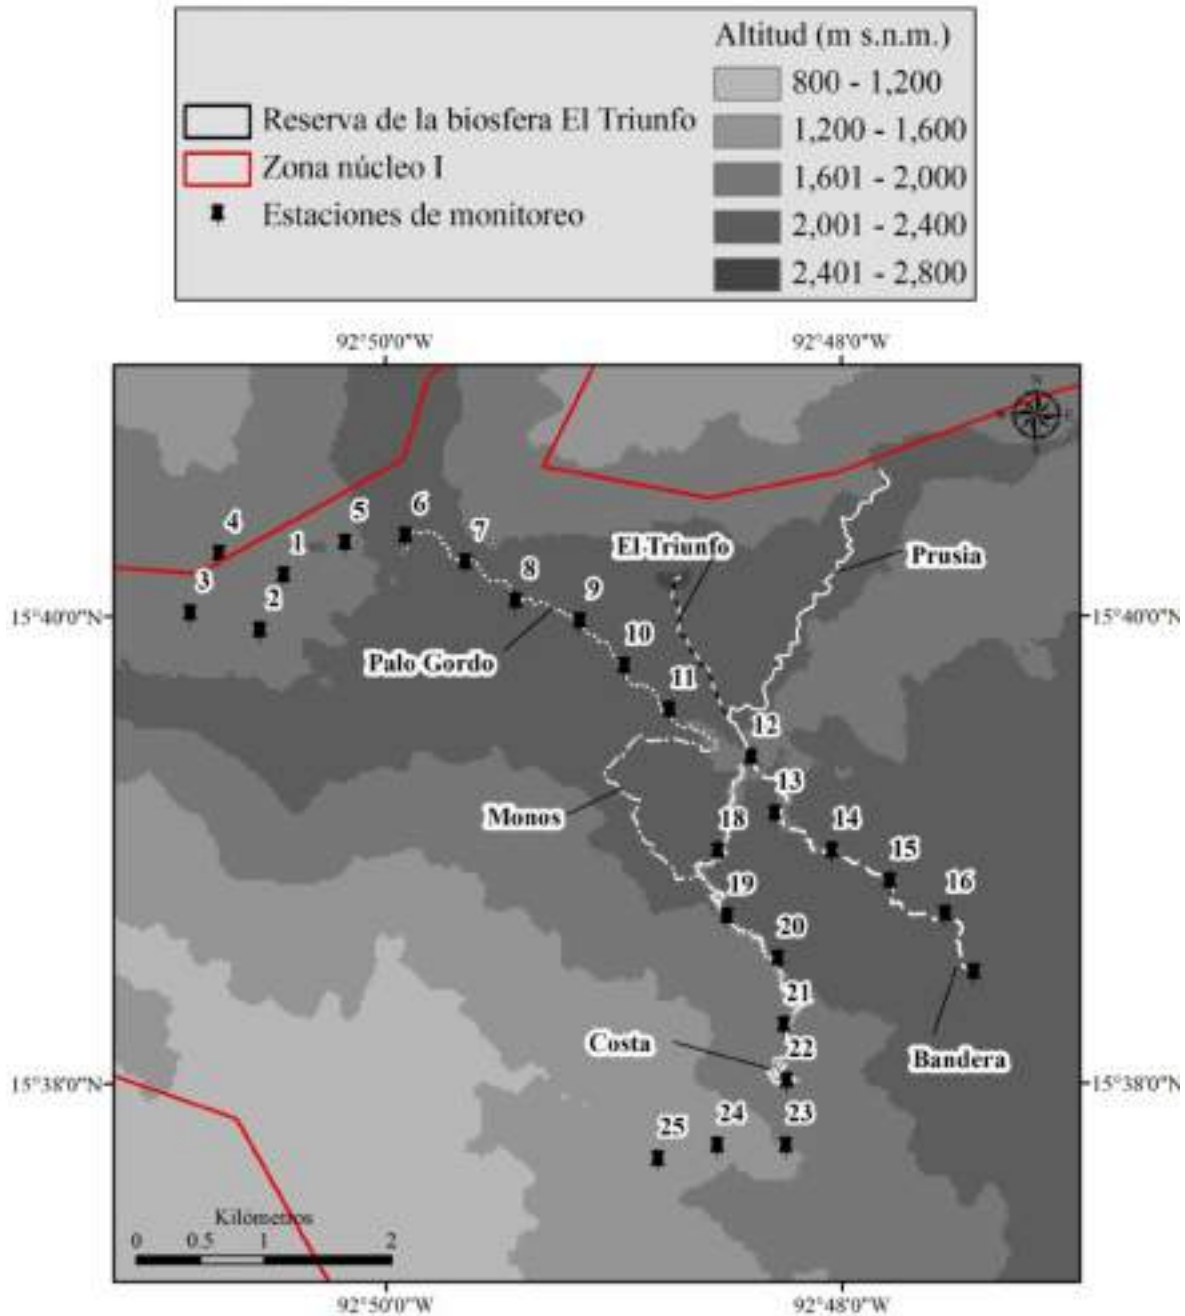 Altitud (m s.n.m.)
800 - 1,200
Reserva de la biosfera El Triunfo
1,200 - 1,600
Zona núcleo I
1,601 - 2,000
Estaciones de monitoreo
2,001 - 2,400
2,401 - 2,800
92°50'0"W
92°48'0"W
N
4
1
5
6
7
El Triunfo
Prusia
3
2
8
9
15°40'0"N
15°40'0"N
10
Palo Gordo
11
12
13
Monos
18
14
15
19
16
20
21
Costa
22
Bandera
15°38'0"N
15°38'0"N
25
24
23
Kilómetros
0 0.5 1 2
92°50'0"W
92°48'0"W